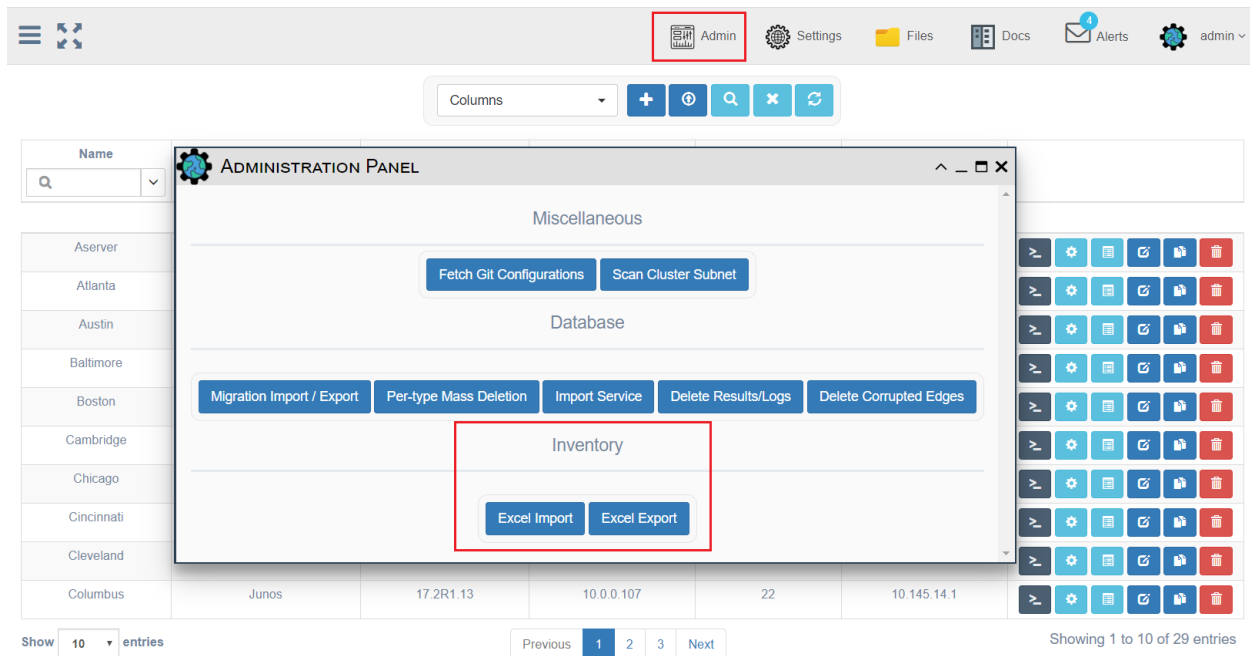 Admin Settings Files Docs 4 Alerts admin
Columns
Name
ADMINISTRATION PANEL
Miscellaneous
Fetch Git Configurations Scan Cluster Subnet
Database
Migration Import / Export Per-type Mass Deletion Import Service Delete Results/Logs Delete Corrupted Edges
Inventory
Excel Import Excel Export
Aserver
Atlanta
Austin
Baltimore
Boston
Cambridge
Chicago
Cincinnati
Cleveland
Columbus Junos 17.2R1.13 10.0.0.107 22 10.145.14.1
Show 10 entries Previous 1 2 3 Next Showing 1 to 10 of 29 entries